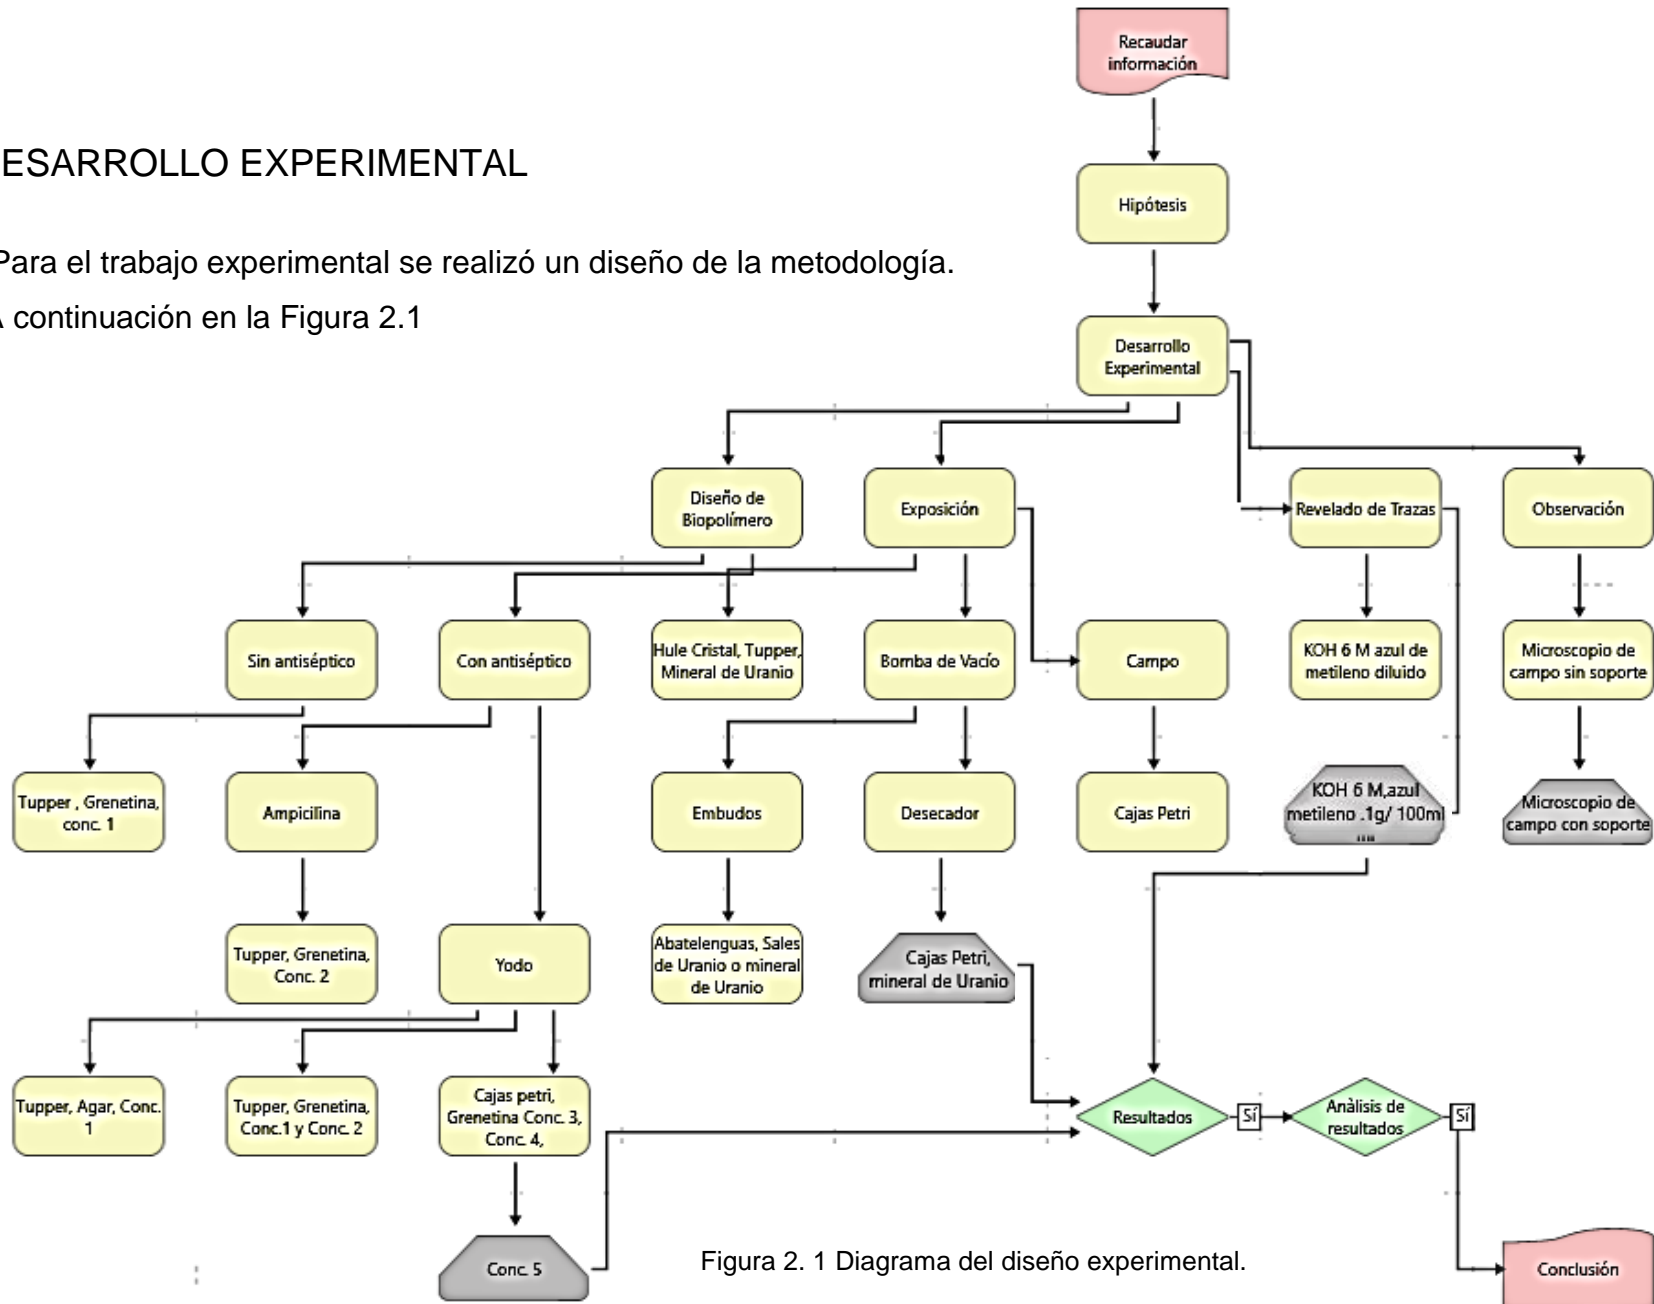 Recaudar
información
ESARROLLO EXPERIMENTAL
Hipótesis
Para el trabajo experimental se realizó un diseño de la metodología.
A continuación en la Figura 2.1
Desarrollo
Experimental
Diseño de
Biopolímero
Exposición
Revelado de Trazas
Observación
Sin antiséptico
Con antiséptico
Hule Cristal, Tupper,
Mineral de Uranio
Bomba de Vacío
Campo
KOH 6 M azul de
metileno diluido
Microscopio de
campo sin soporte
Tupper , Grenetina,
conc. 1
Ampicilina
Embudos
Desecador
Cajas Petri
KOH 6 M,azul
metileno .1g/ 100ml
....
Microscopio de
campo con soporte
Tupper, Grenetina,
Conc. 2
Yodo
Abatelenguas, Sales
de Uranio o mineral
de Uranio
Cajas Petri,
mineral de Uranio
Tupper, Agar, Conc.
1
Tupper, Grenetina,
Conc.1 y Conc. 2
Cajas petri,
Grenetina Conc. 3,
Conc. 4,
Resultados
Sí
Anàlisis de
resultados
Sí
Conc. 5
Figura 2. 1 Diagrama del diseño experimental.
Conclusión